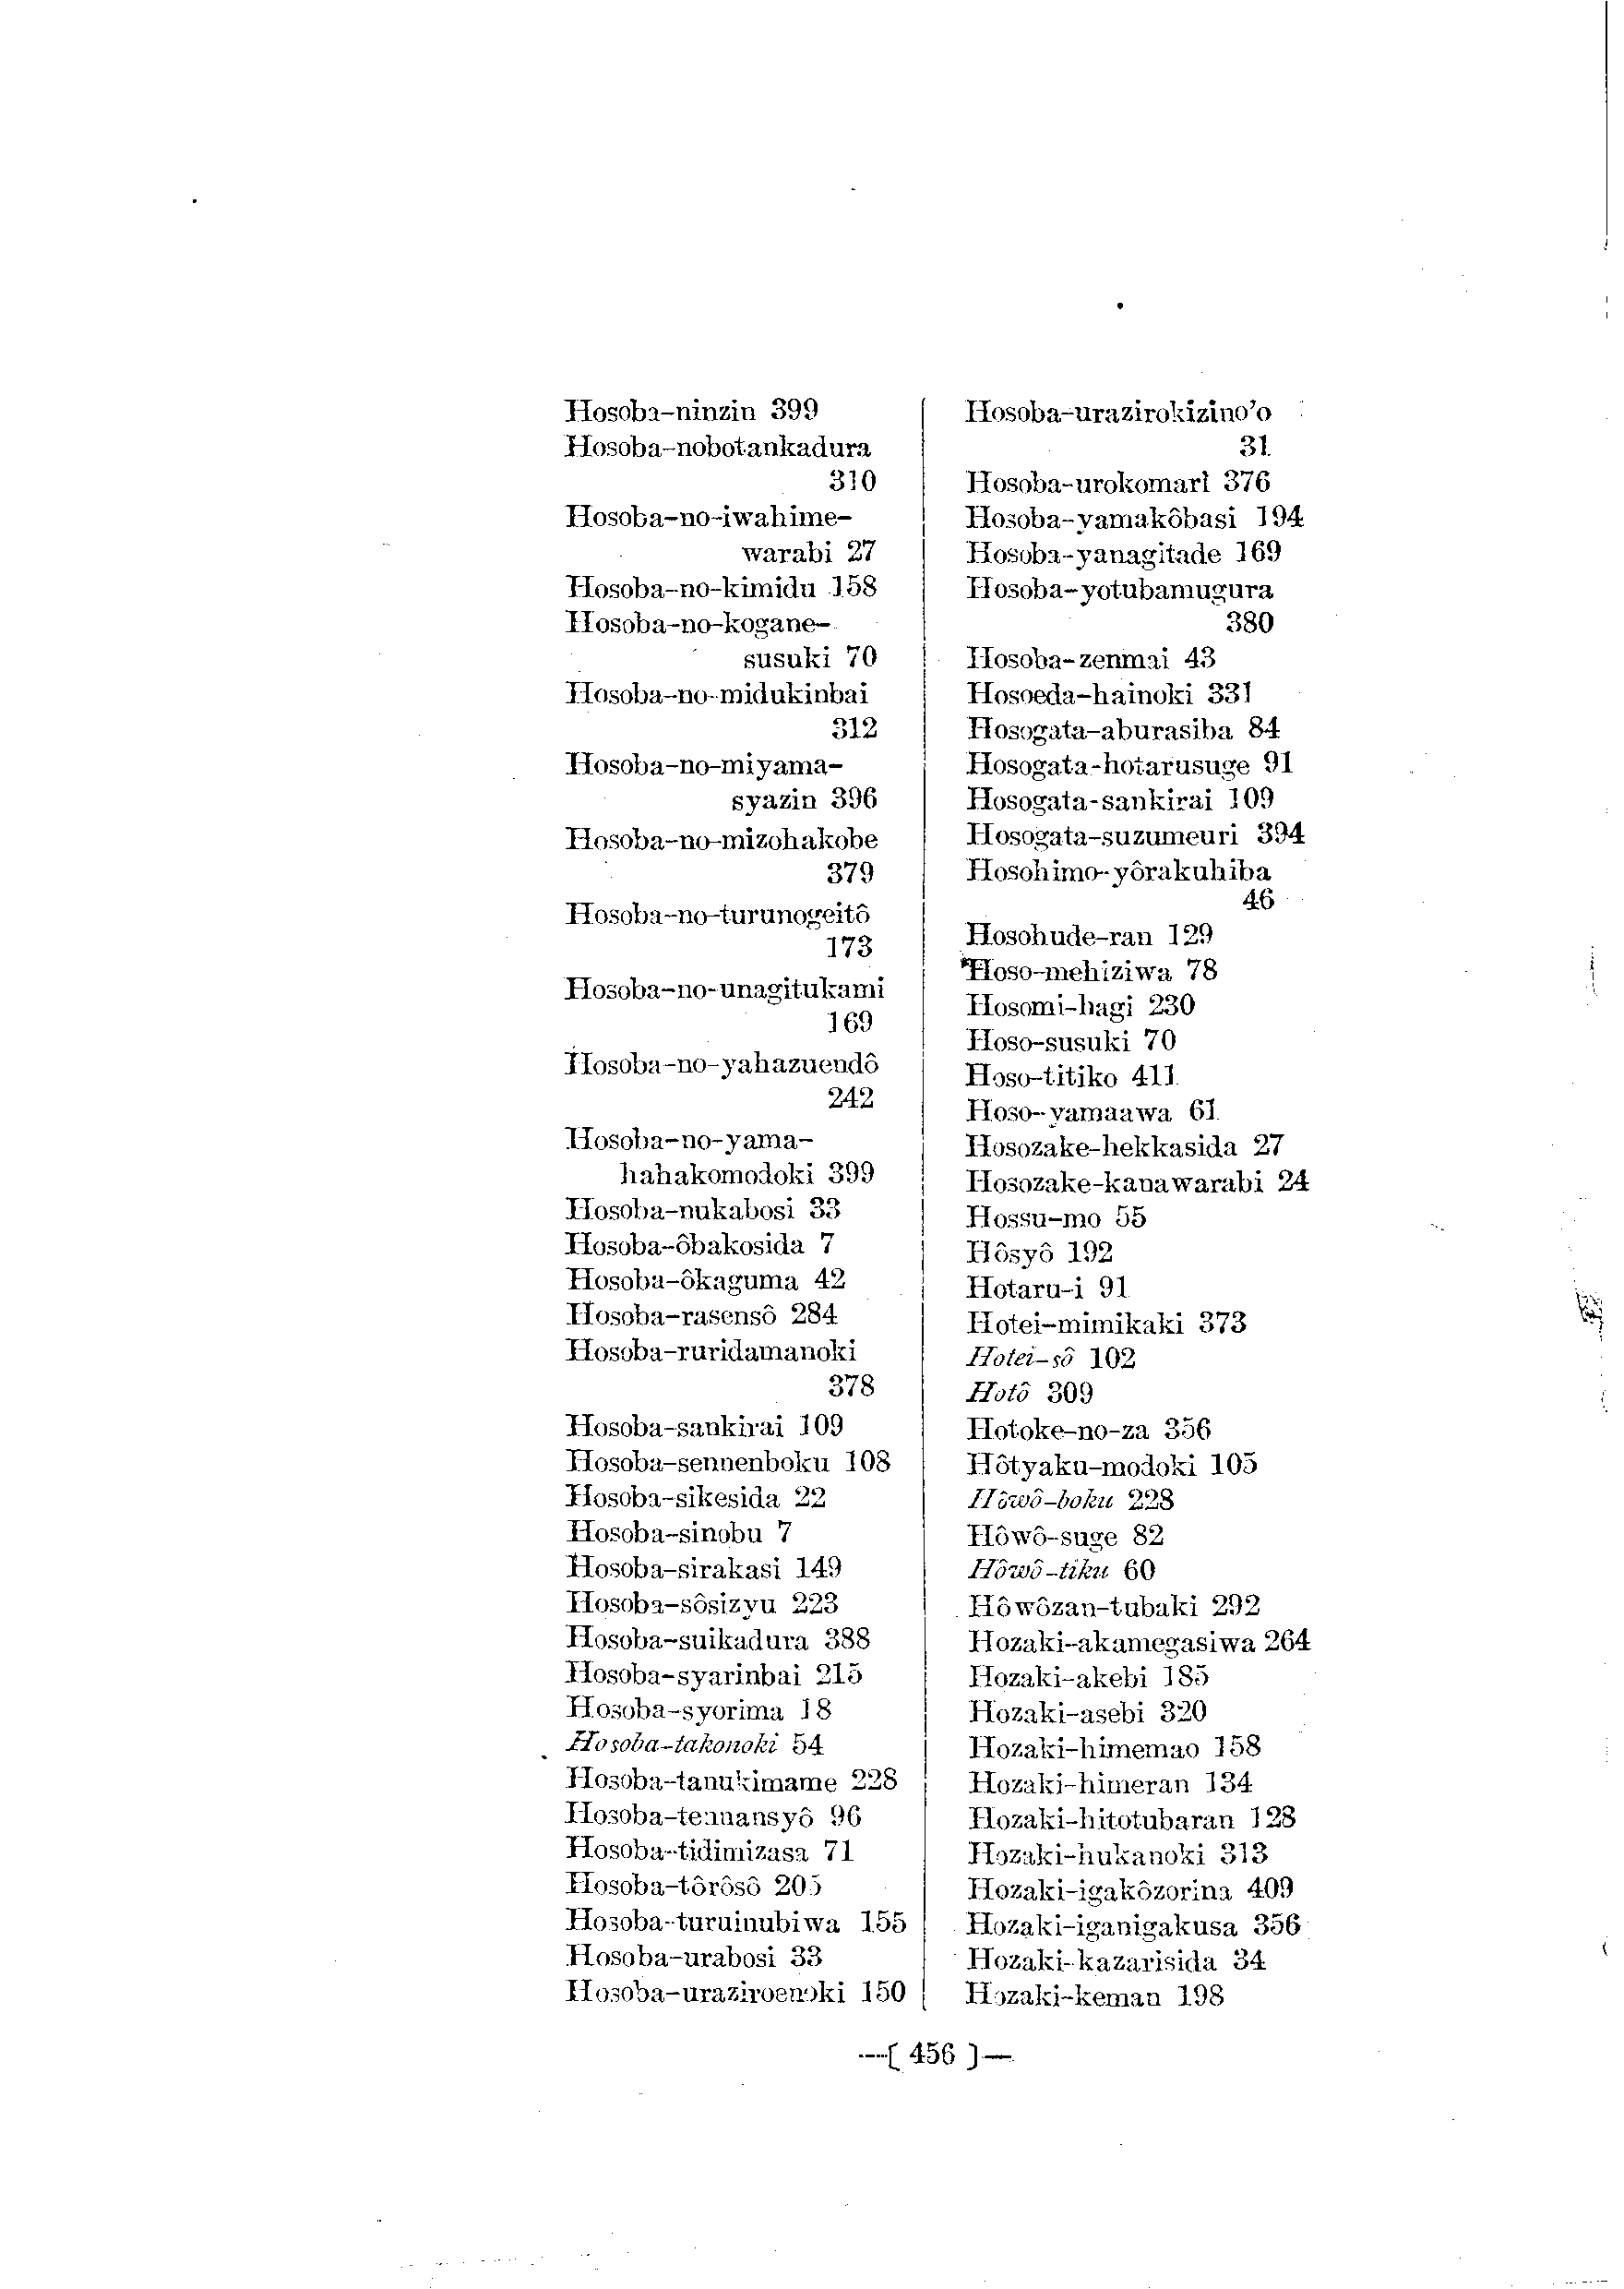 Hosoba-ninzin 399
Hosoba-nobotankadura
310
Hosoba-no-iwahime-
warabi 27
Hosoba-no-kimidu 158
Hosoba-no-kogane-
susuki 70
Hosoba-no-midukinbai
312
Hosoba-no-miyama-
syazin 396
Hosoba-no-mizohakobe
379
Hosoba-no-turunogeitô
173
Hosoba-no-unagitukami
169
Hosoba-no-yahazuendô
242
Hosoba-no-yama-
hahakomodoki 399
Hosoba-nukabosi 33
Hosoba-ôbakosida 7
Hosoba-ôkaguma 42
Hosoba-rasensô 284
Hosoba-ruridamanoki
378
Hosoba-sankirai 109
Hosoba-sennenboku 108
Hosoba-sikesida 22
Hosoba-sinobu 7
Hosoba-sirakasi 149
Hosoba-sôsizyu 223
Hosoba-suikadura 388
Hosoba-syarinbai 215
Hosoba-syorima 18
Hosoba-takonoki 54
Hosoba-tanukimame 228
Hosoba-tennansyô 96
Hosoba-tidimizasa 71
Hosoba-tôrôsô 205
Hosoba-turuinubiwa 155
Hosoba-urabosi 33
Hosoba-uraziroenoki 150
Hosoba-urazirokizino'o
31
Hosoba-urokomari 376
Hosoba-yamakôbasi 194
Hosoba-yanagitade 169
Hosoba-yotubamugura
380
Hosoba-zenmai 43
Hosoeda-hainoki 331
Hosogata-aburasiba 84
Hosogata-hotarusuge 91
Hosogata-sankirai 109
Hosogata-suzumeuri 394
Hosohimo-yôrakuhiba
46
Hosohude-ran 129
Hoso-mehiziwa 78
Hosomi-hagi 230
Hoso-susuki 70
Hoso-titiko 411
Hoso-yamaawa 61
Hosozake-hekkasida 27
Hosozake-kanawarabi 24
Hossu-mo 55
Hôsyô 192
Hotaru-i 91
Hotei-mimikaki 373
Hotei-sô 102
Hotô 309
Hotoke-no-za 356
Hôtyaku-modoki 105
Hôwô-boku 228
Hôwô-suge 82
Hôwô-tiku 60
Hôwôzan-tubaki 292
Hozaki-akamegasiwa 264
Hozaki-akebi 185
Hozaki-asebi 320
Hozaki-himemao 158
Hozaki-himeran 134
Hozaki-hitotubaran 128
Hozaki-hukanoki 313
Hozaki-igakôzorina 409
Hozaki-iganigakusa 356
Hozaki-kazarisida 34
Hozaki-keman 198
—( 456 )—